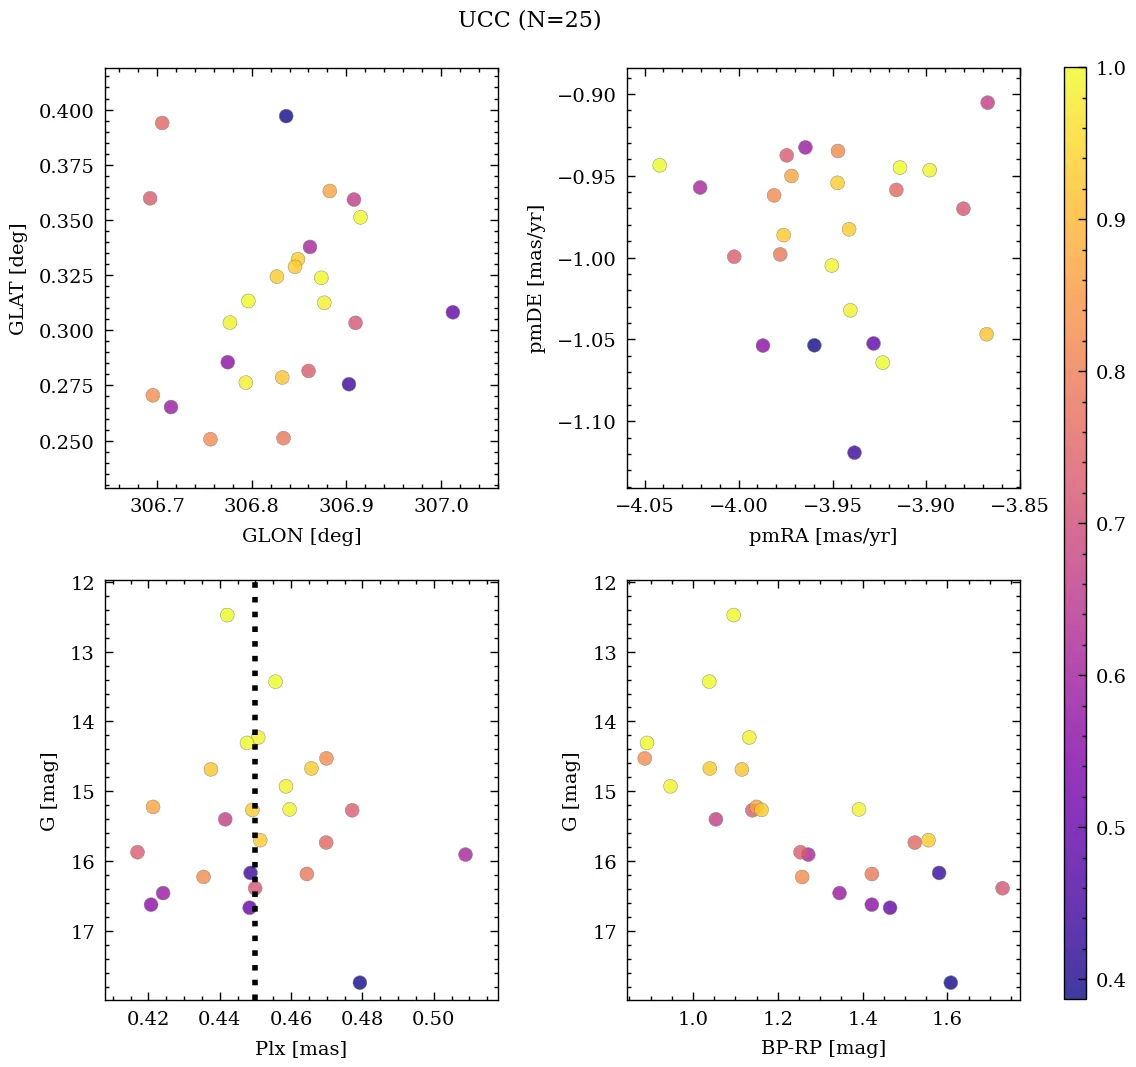 UCC (N=25)
0.400
0.375
0.350
0.325
0.300
0.275
0.250
GLAT [deg]
306.7 306.8 306.9 307.0
GLON [deg]
−0.90
−0.95
−1.00
−1.05
−1.10
pmDE [mas/yr]
−4.05 −4.00 −3.95 −3.90 −3.85
pmRA [mas/yr]
12
13
14
15
16
17
G [mag]
0.42 0.44 0.46 0.48 0.50
Plx [mas]
12
13
14
15
16
17
G [mag]
1.0 1.2 1.4 1.6
BP-RP [mag]
1.0
0.9
0.8
0.7
0.6
0.5
0.4